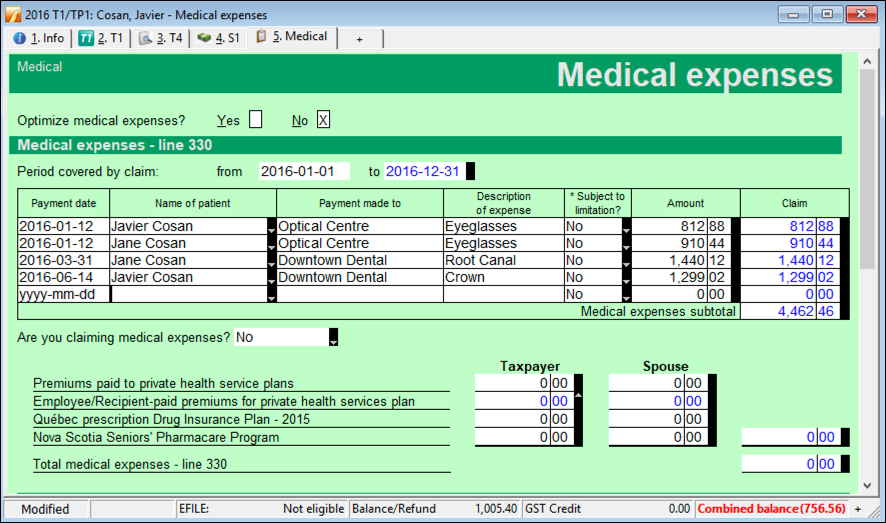 2016 T1/TP1: Cosan, Javier - Medical expenses
1. Info T1 2. T1 3. T4 4. S1 5. Medical +
Medical
Medical expenses
Optimize medical expenses? Yes No X
Medical expenses - line 330
Period covered by claim: from 2016-01-01 to 2016-12-31
Payment date Name of patient Payment made to Description of expense * Subject to limitation? Amount Claim
2016-01-12 Javier Cosan Optical Centre Eyeglasses No 812 88 812 88
2016-01-12 Jane Cosan Optical Centre Eyeglasses No 910 44 910 44
2016-03-31 Jane Cosan Downtown Dental Root Canal No 1,440 12 1,440 12
2016-06-14 Javier Cosan Downtown Dental Crown No 1,299 02 1,299 02
yyyy-mm-dd No 0 00 0 00
Medical expenses subtotal 4,462 46
Are you claiming medical expenses? No
Taxpayer Spouse
Premiums paid to private health service plans 0 00 0 00
Employee/Recipient-paid premiums for private health services plan 0 00 0 00
Québec prescription Drug Insurance Plan - 2015 0 00 0 00
Nova Scotia Seniors' Pharmacare Program 0 00 0 00 0 00
Total medical expenses - line 330 0 00
Modified EFILE: Not eligible Balance/Refund 1,005.40 GST Credit 0.00 Combined balance (756.56) +